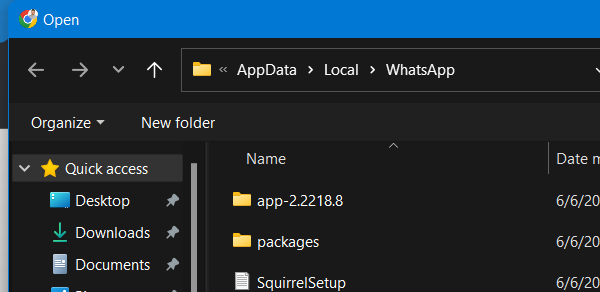 Open
« AppData > Local > WhatsApp
Organize New folder
Name Date m
Quick access
Desktop
Downloads
Documents
app-2.2218.8 6/6/20
packages 6/6/20
SquirrelSetup 6/6/20